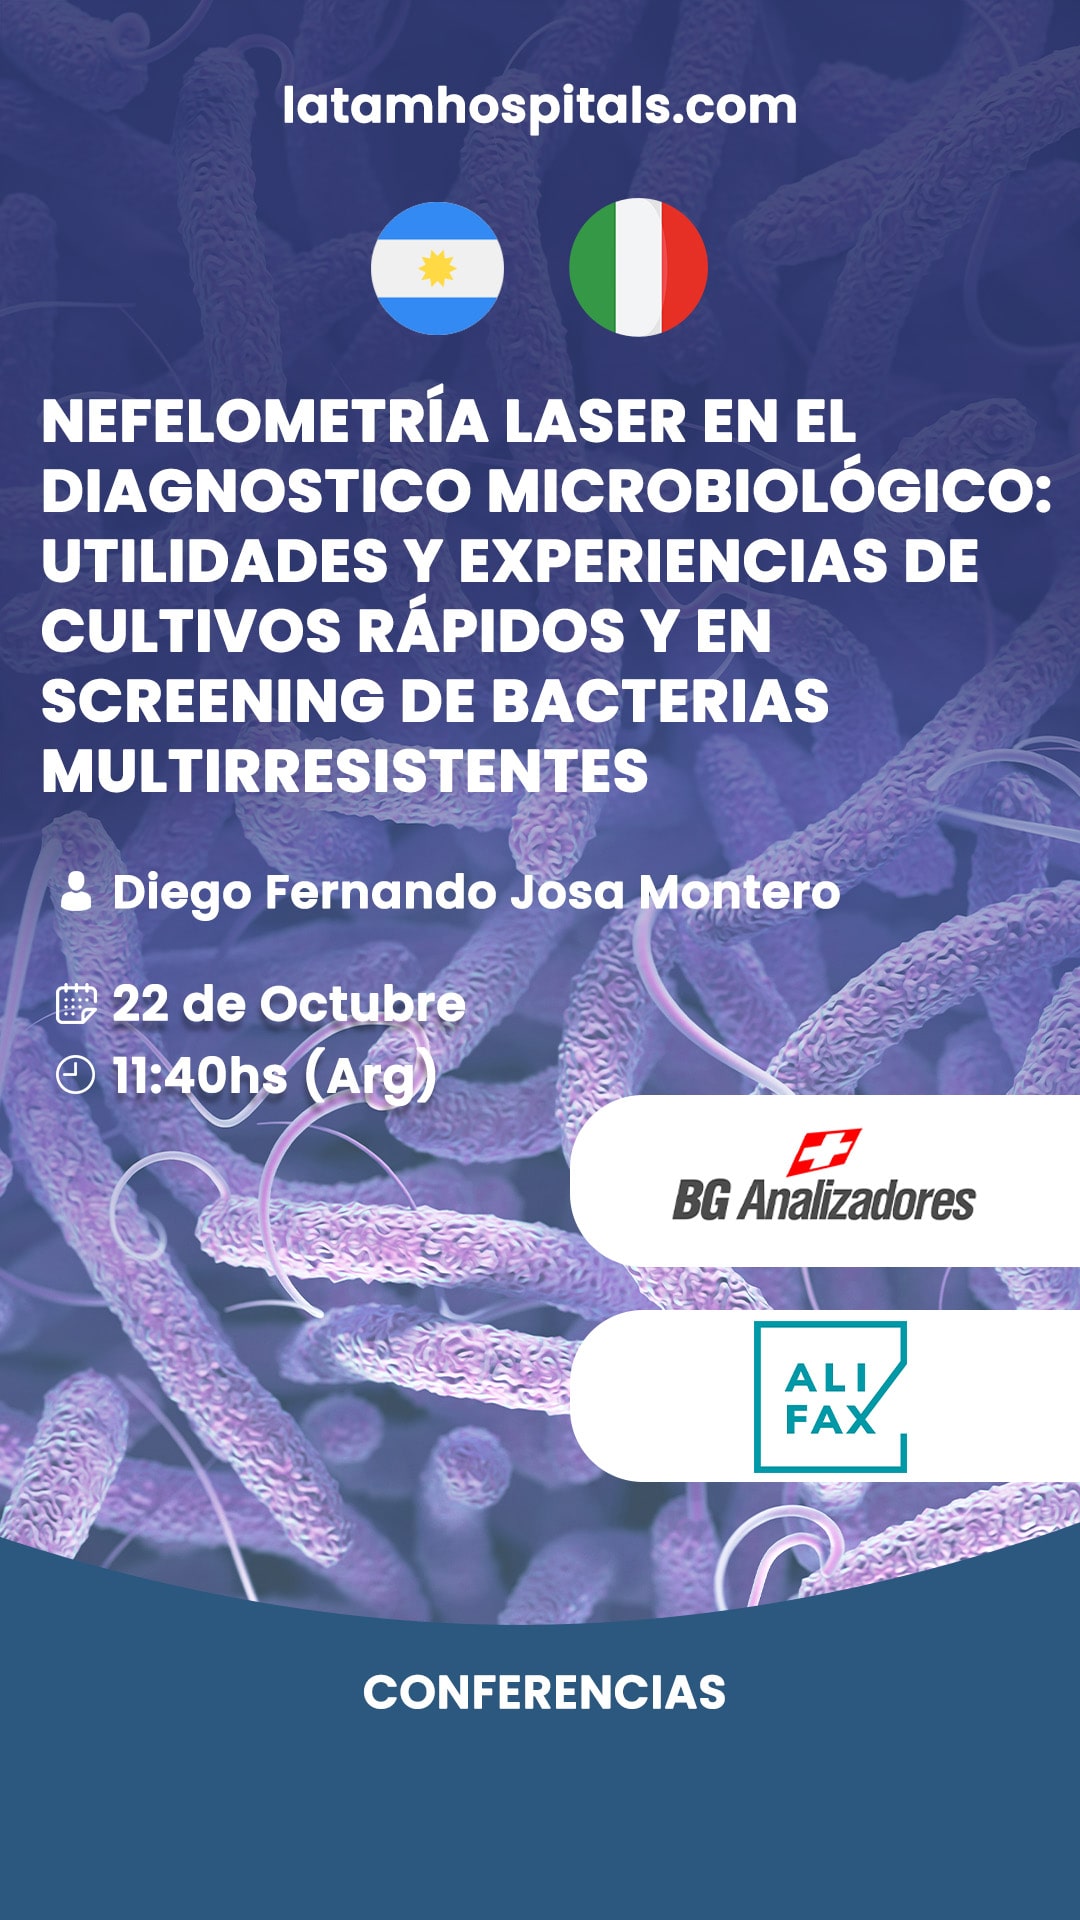 latamhospitals.com
NEFELOMETRÍA LASER EN EL
DIAGNOSTICO MICROBIOLÓGICO:
UTILIDADES Y EXPERIENCIAS DE
CULTIVOS RÁPIDOS Y EN
SCREENING DE BACTERIAS
MULTIRRESISTENTES
Diego Fernando Josa Montero
22 de Octubre
11:40hs (Arg)
BG Analizadores
ALI
FAX
CONFERENCIAS